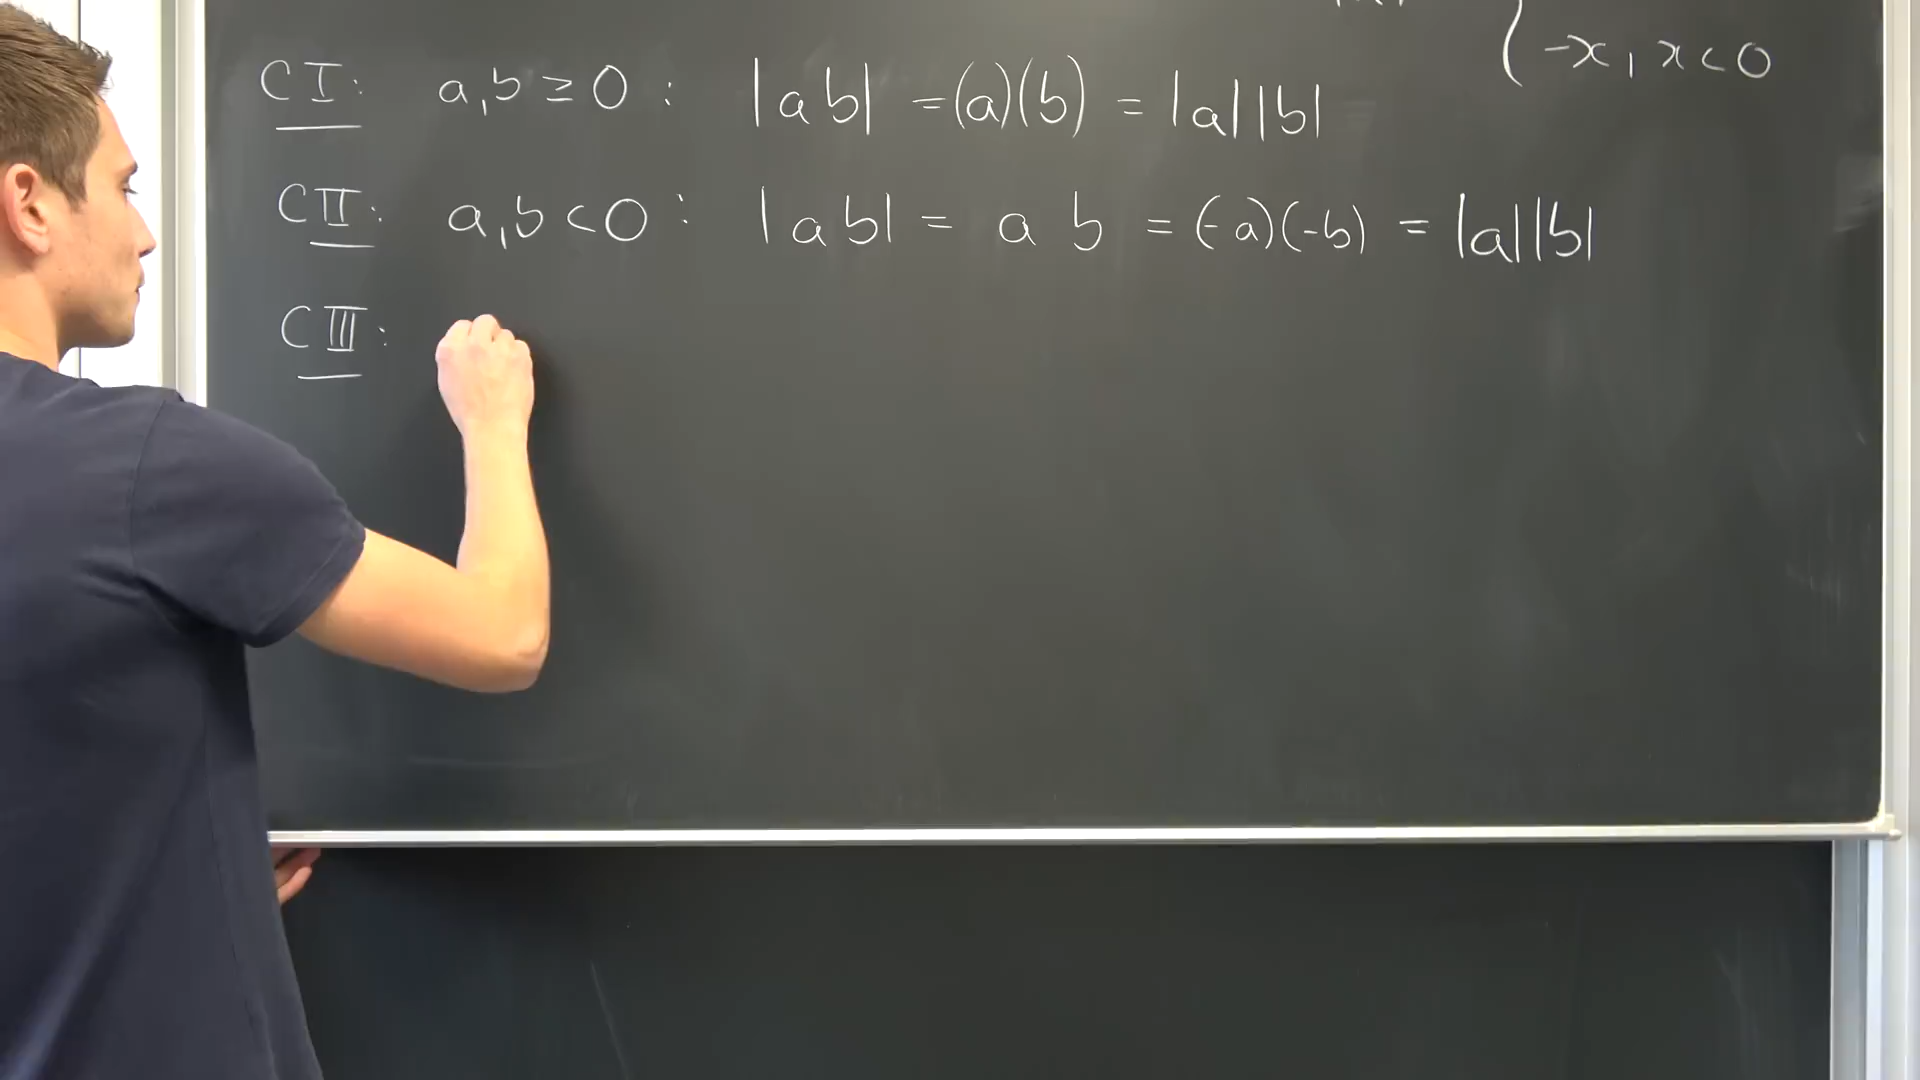 -x, x<0
C I: a,b ≥ 0 : |ab| = (a)(b) = |a||b|
C II: a,b < 0 : |ab| = a b = (-a)(-b) = |a||b|
C III: